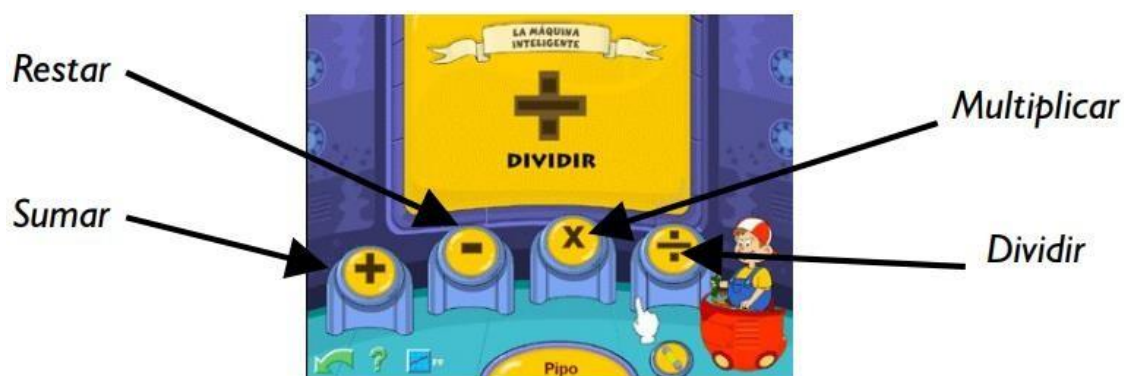 LA MÁQUINA
INTELIGENTE
Restar
Multiplicar
DIVIDIR
Sumar
Dividir
+
-
X
÷
?
Pipo